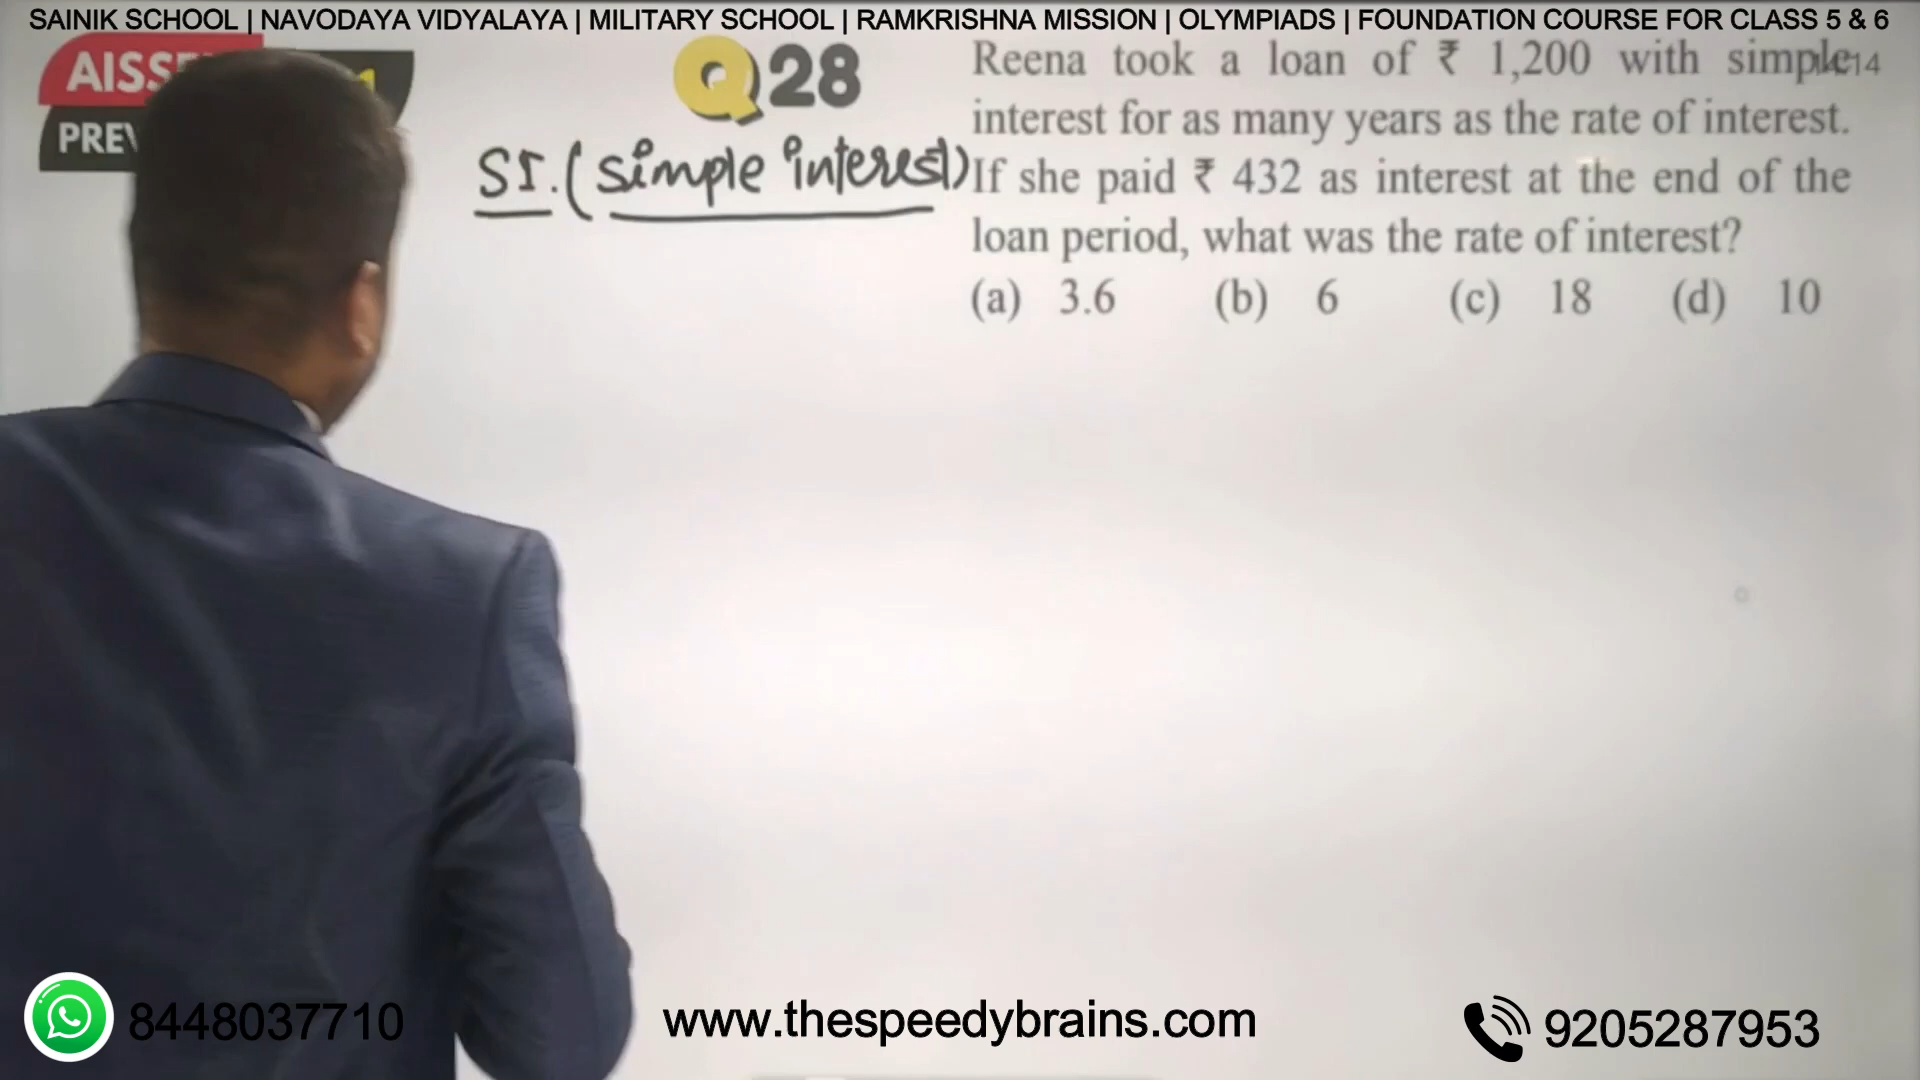 SAINIK SCHOOL | NAVODAYA VIDYALAYA | MILITARY SCHOOL | RAMKRISHNA MISSION | OLYMPIADS | FOUNDATION COURSE FOR CLASS 5 & 6
Q28
SI. (simple interest)
Reena took a loan of ₹ 1,200 with simple
interest for as many years as the rate of interest.
If she paid ₹ 432 as interest at the end of the
loan period, what was the rate of interest?
(a) 3.6 (b) 6 (c) 18 (d) 10
8448037710
www.thespeedybrains.com
9205287953